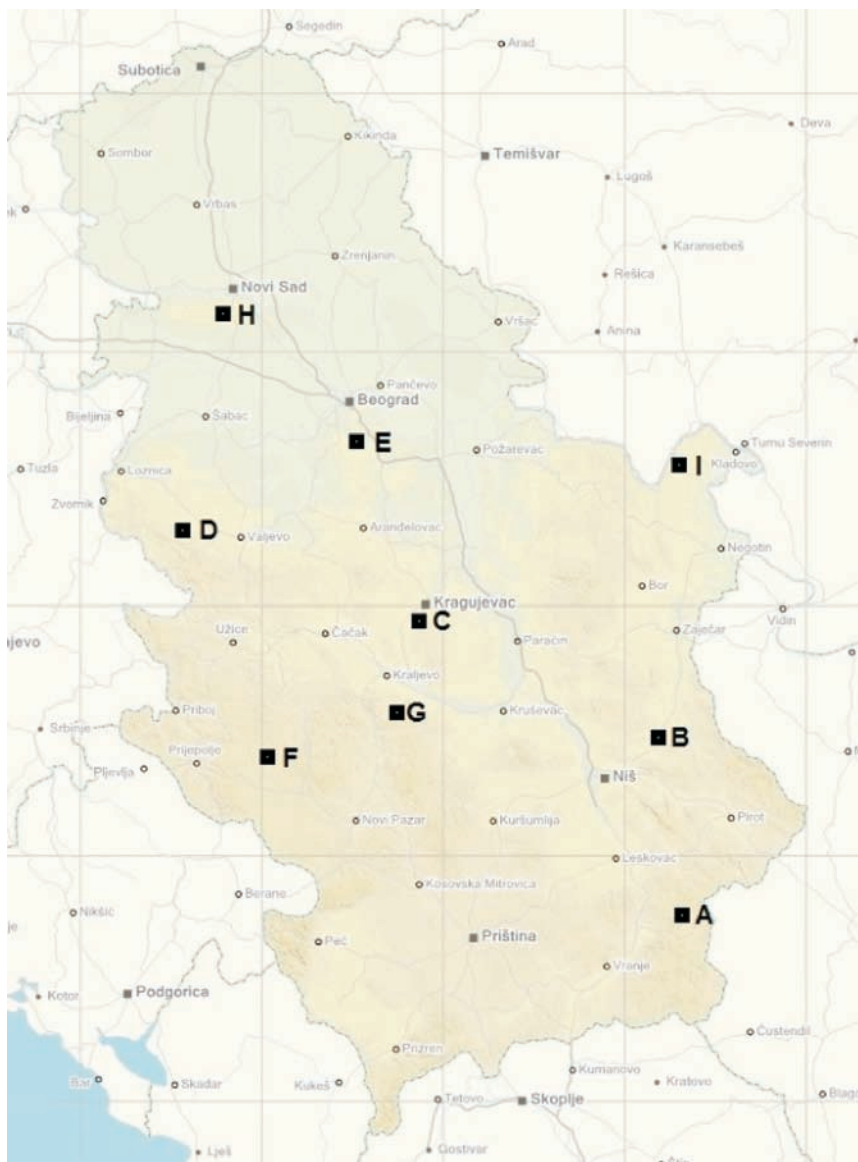 Segedin
Arad
Subotica
Deva
Kikinda
Sombor
Temišvar
Lugoš
Vrbas
Karansebeš
Zrenjanin
Rešica
Novi Sad
H
Vršac
Anina
Pančevo
Beograd
Bijeljina
Šabac
E
Turnu Severin
Požarevac
Kladovo
I
Tuzla
Loznica
Zvornik
D
Valjevo
Aranđelovac
Negotin
Bor
Kragujevac
Vidin
C
Užice
Čačak
Zaječar
Paraćin
Kraljevo
Priboj
G
Kruševac
Srbinje
B
Prijepolje
F
Pljevlja
Niš
Novi Pazar
Kuršumlija
Pirot
Leskovac
Kosovska Mitrovica
Berane
Nikšić
A
Peć
Priština
Vranje
Podgorica
Kotor
Ćustendil
Prizren
Kumanovo
Bar
Skadar
Kukeš
Kratovo
Tetovo
Skoplje
Lješ
Gostivar